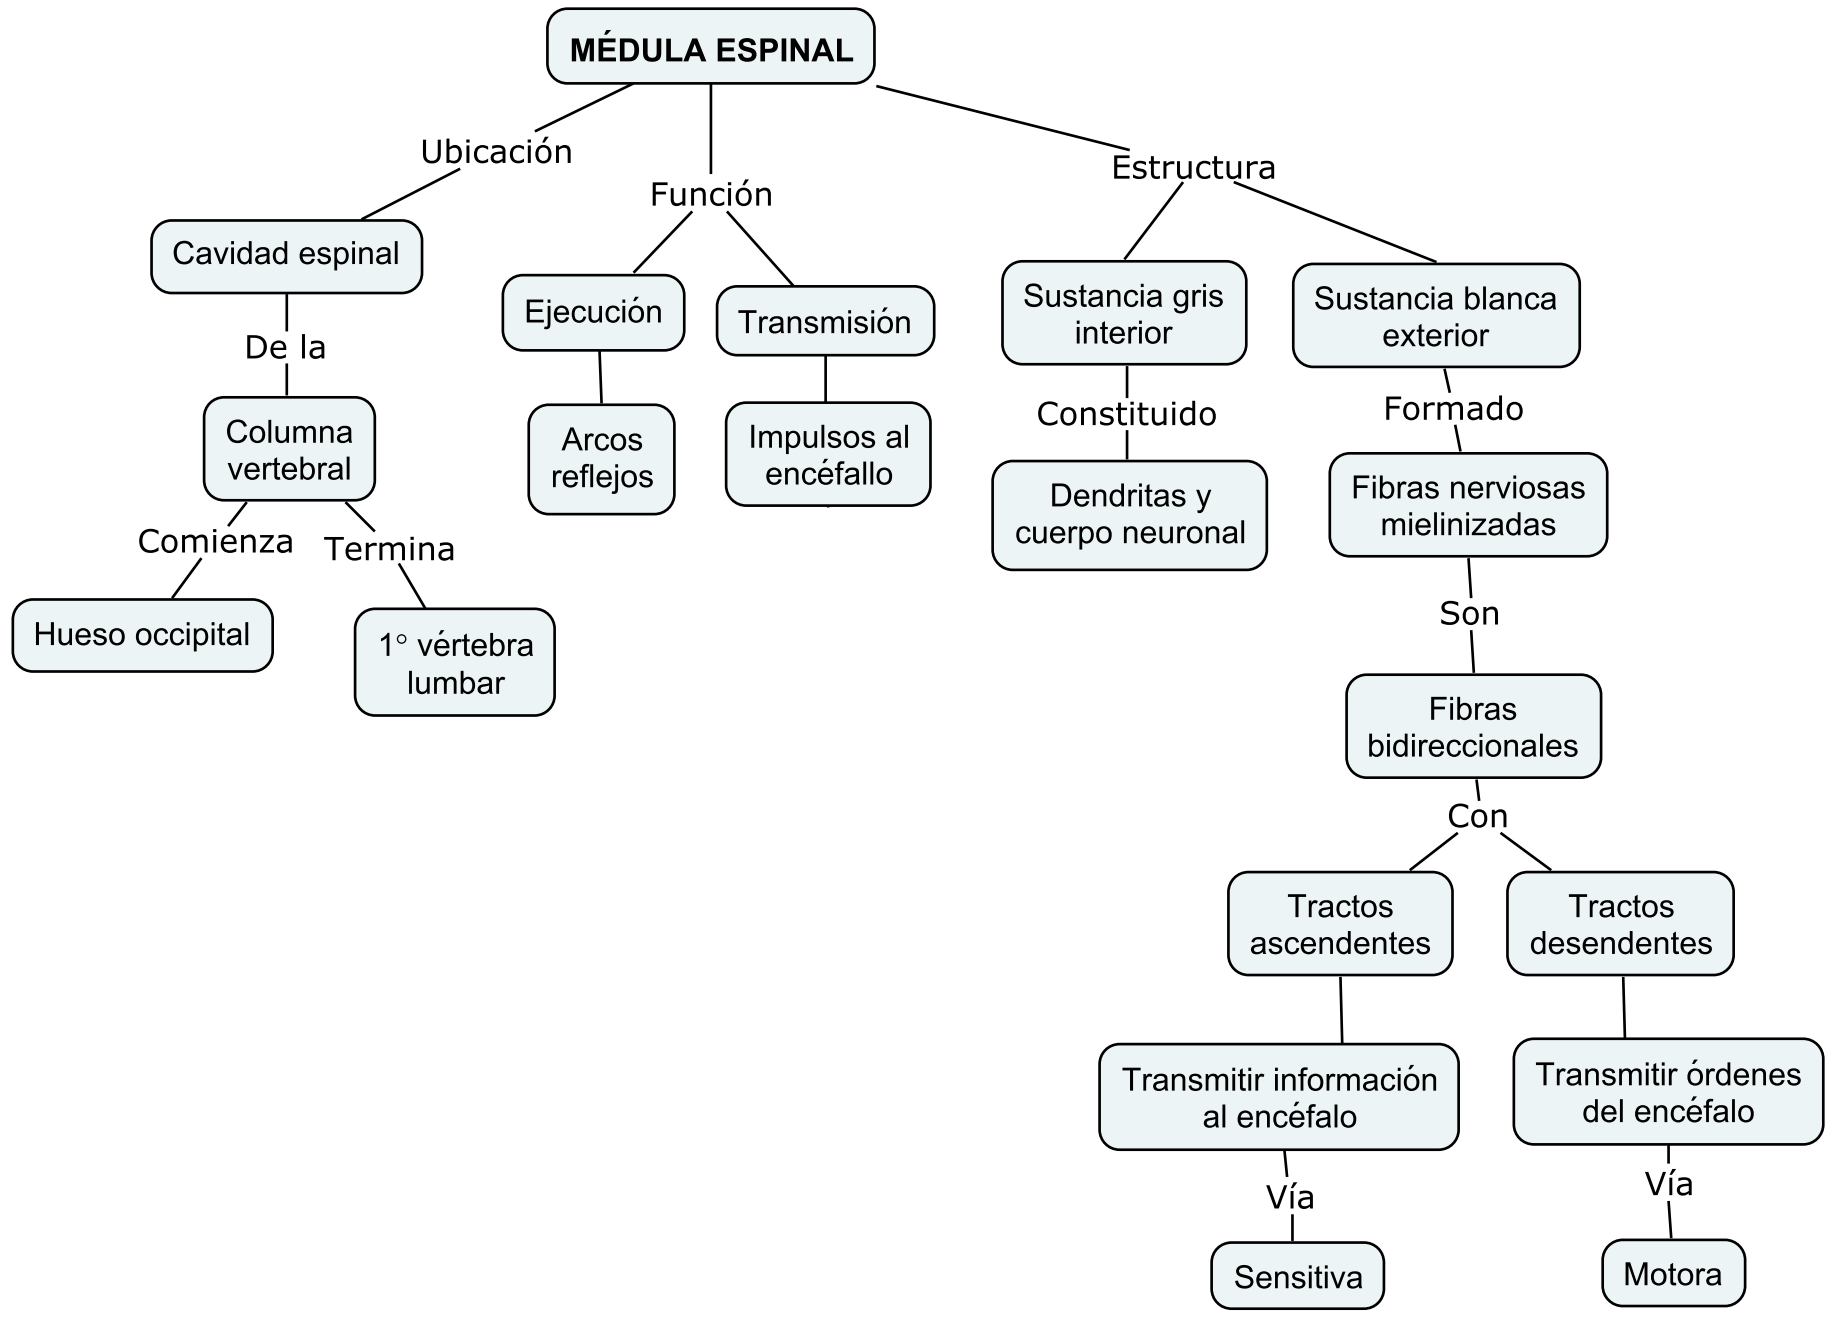 MÉDULA ESPINAL
Ubicación
Función
Estructura
Cavidad espinal
Ejecución
Transmisión
Sustancia gris
interior
Sustancia blanca
exterior
De la
Constituido
Formado
Columna
vertebral
Arcos
reflejos
Impulsos al
encéfallo
Dendritas y
cuerpo neuronal
Fibras nerviosas
mielinizadas
Comienza
Termina
Son
Hueso occipital
1° vértebra
lumbar
Fibras
bidireccionales
Con
Tractos
ascendentes
Tractos
desendentes
Transmitir información
al encéfalo
Transmitir órdenes
del encéfalo
Vía
Vía
Sensitiva
Motora